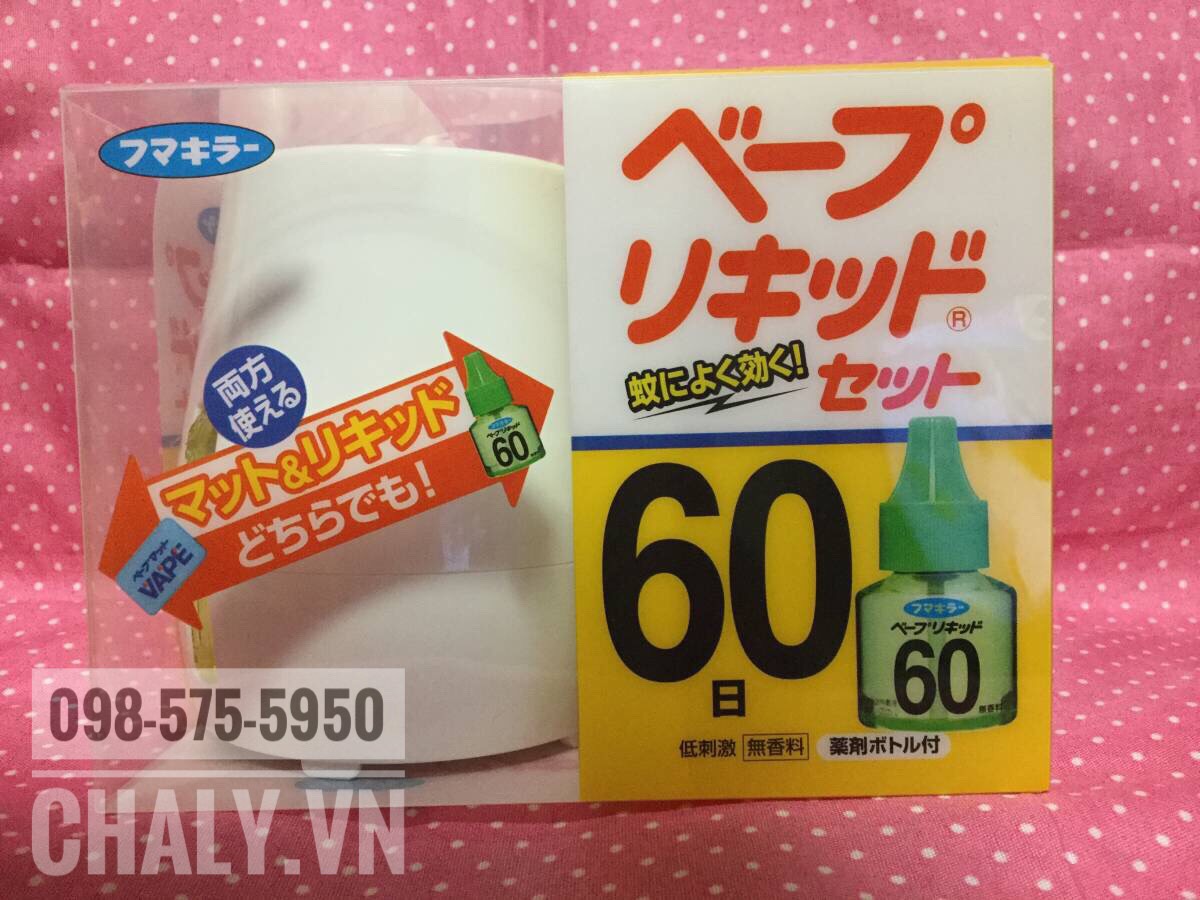 フマキラー
ベープ
リキッド®
蚊によく効く!
セット
両方
使える
マット&リキッド
どちらでも!
ベープリキッド
60
ベープマット
VAPE
60
日
フマキラー
ベープリキッド
60
無香料
低刺激 無香料 薬剤ボトル付
098-575-5950
CHALY.VN